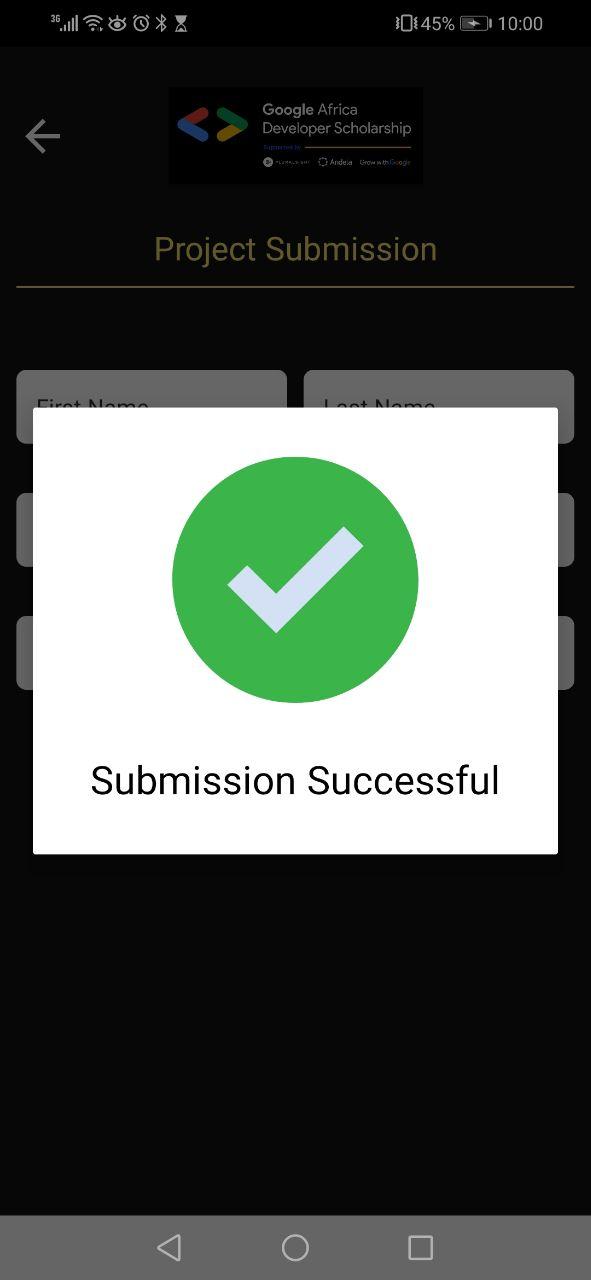 3G
45%
10:00
Google Africa
Developer Scholarship
Supported by
PLURALSIGHT Andela Grow with Google
Project Submission
First Name
Last Name
Submission Successful